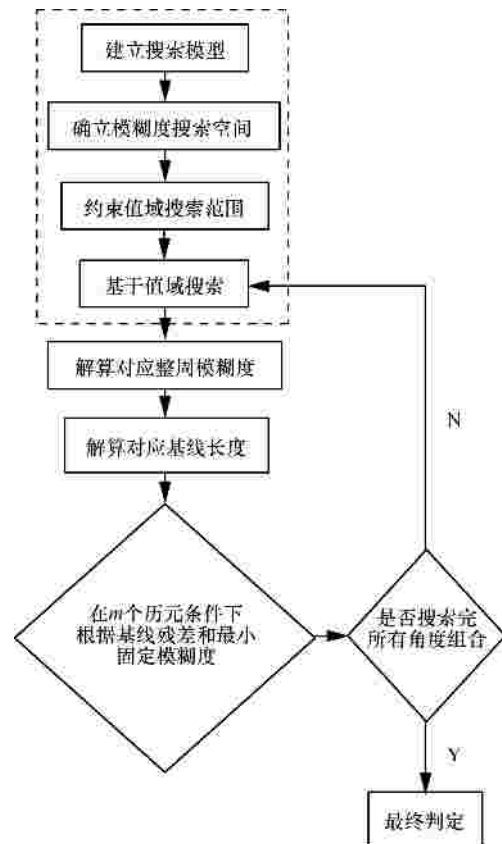 建立搜索模型
确立模糊度搜索空间
约束值域搜索范围
基于值域搜索
解算对应整周模糊度
解算对应基线长度
在m个历元条件下
根据基线残差和最小
固定模糊度
是否搜索完
所有角度组合
N
Y
最终判定